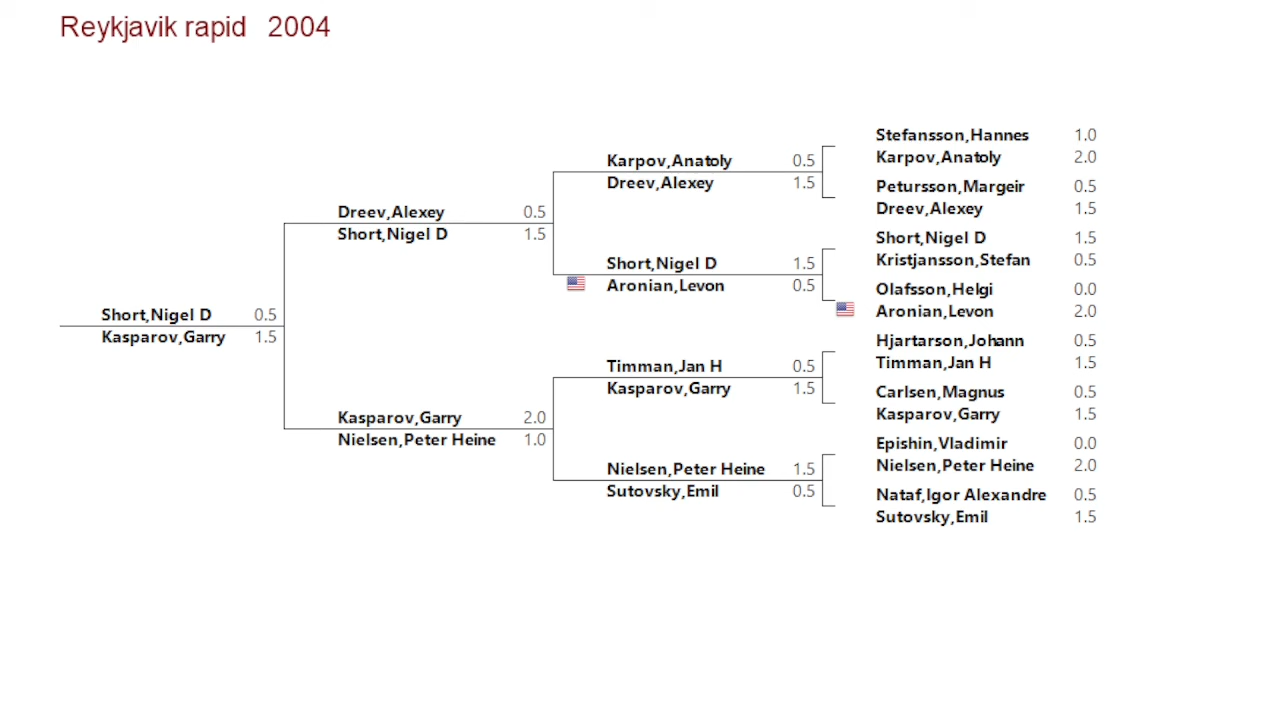 Reykjavik rapid 2004
Stefansson,Hannes 1.0
Karpov,Anatoly 2.0
Petursson,Margeir 0.5
Dreev,Alexey 1.5
Short,Nigel D 1.5
Kristjansson,Stefan 0.5
Olafsson,Helgi 0.0
Aronian,Levon 2.0
Hjartarson,Johann 0.5
Timman,Jan H 1.5
Carlsen,Magnus 0.5
Kasparov,Garry 1.5
Epishin,Vladimir 0.0
Nielsen,Peter Heine 2.0
Nataf,Igor Alexandre 0.5
Sutovsky,Emil 1.5
Karpov,Anatoly 0.5
Dreev,Alexey 1.5
Short,Nigel D 1.5
Aronian,Levon 0.5
Timman,Jan H 0.5
Kasparov,Garry 1.5
Nielsen,Peter Heine 1.5
Sutovsky,Emil 0.5
Dreev,Alexey 0.5
Short,Nigel D 1.5
Kasparov,Garry 2.0
Nielsen,Peter Heine 1.0
Short,Nigel D 0.5
Kasparov,Garry 1.5